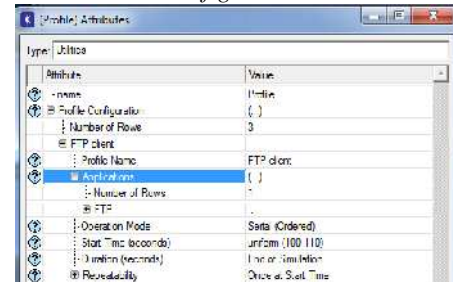 (Profile) Attributes
Type: Utilities
Attribute Value
name Profile
Profile Configuration (...)
Number of Rows 3
FTP client
Profile Name FTP client
Applications (...)
Number of Rows
FTP ...
Operation Mode Serial (Ordered)
Start Time (seconds) uniform (100,110)
Duration (seconds) End of Simulation
Repeatability Once at Start Time